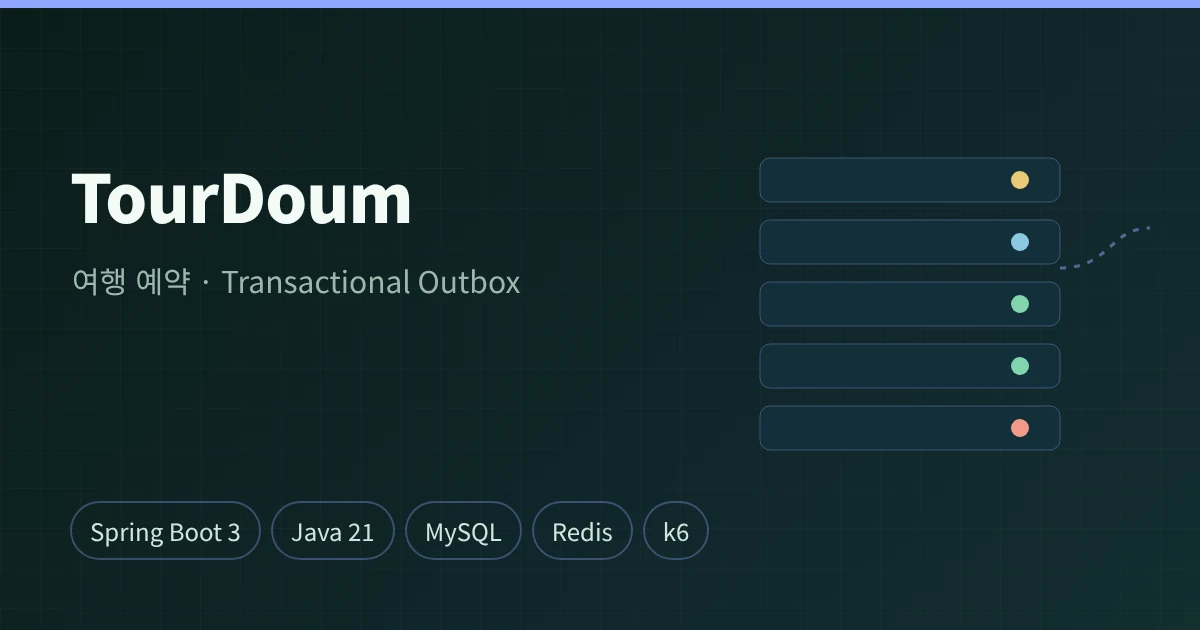 TourDoum
여행 예약 · Transactional Outbox
Spring Boot 3 Java 21 MySQL Redis k6